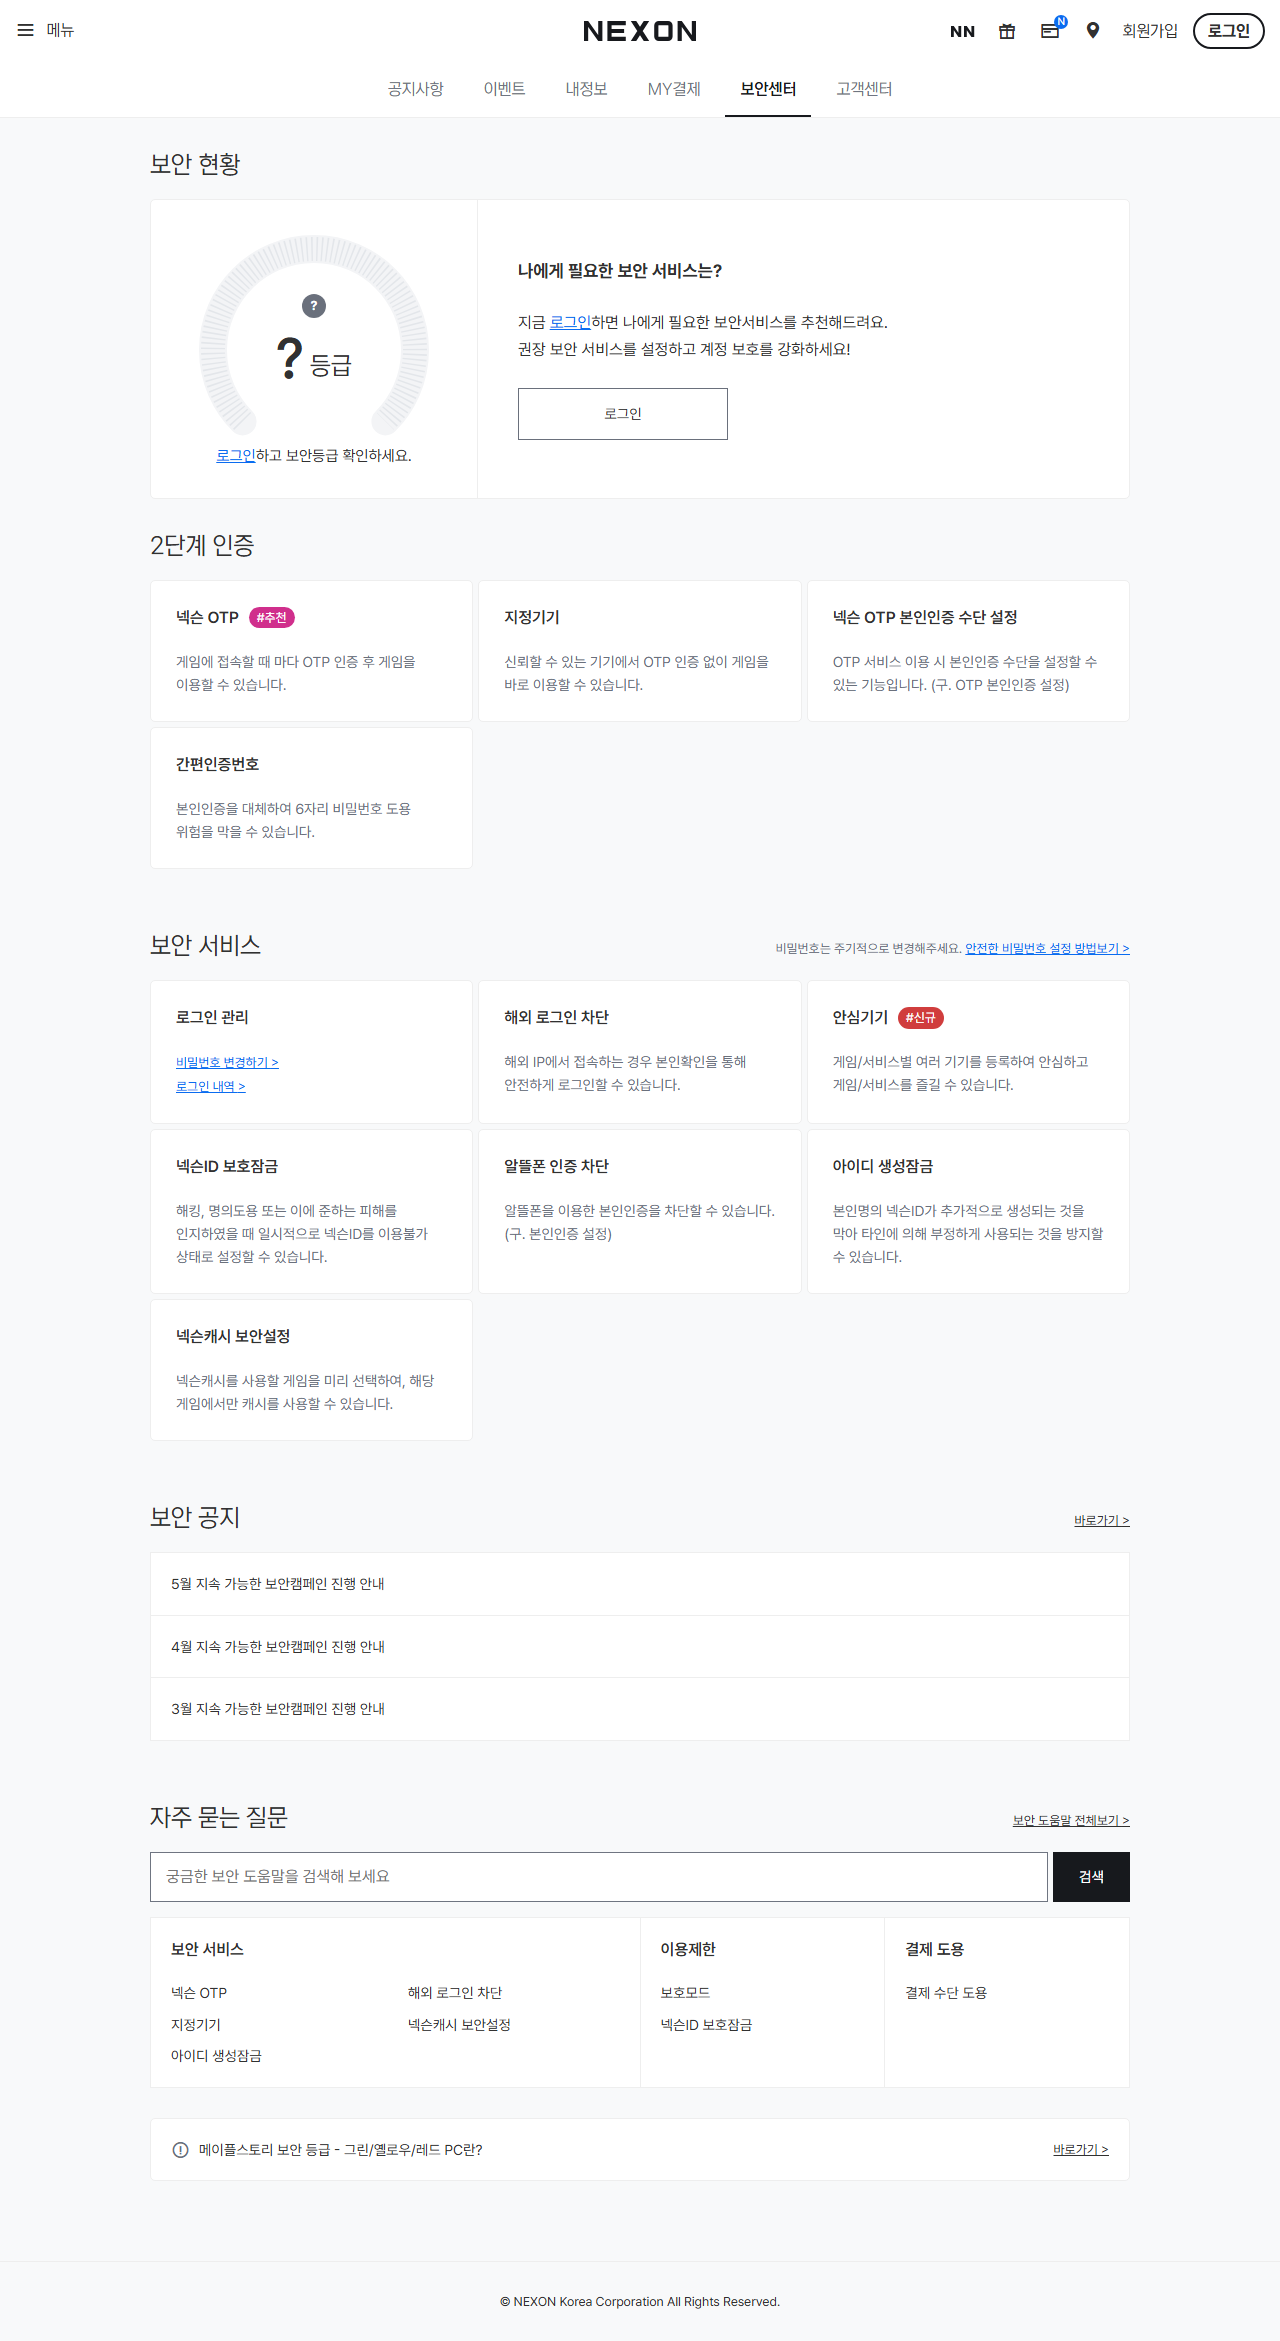 메뉴
NEXON
NN
N
회원가입
로그인
공지사항
이벤트
내정보
MY결제
보안센터
고객센터
보안 현황
?
? 등급
로그인하고 보안등급 확인하세요.
나에게 필요한 보안 서비스는?
지금 로그인하면 나에게 필요한 보안서비스를 추천해드려요.
권장 보안 서비스를 설정하고 계정 보호를 강화하세요!
로그인
2단계 인증
넥슨 OTP #추천
게임에 접속할 때 마다 OTP 인증 후 게임을
이용할 수 있습니다.
지정기기
신뢰할 수 있는 기기에서 OTP 인증 없이 게임을
바로 이용할 수 있습니다.
넥슨 OTP 본인인증 수단 설정
OTP 서비스 이용 시 본인인증 수단을 설정할 수
있는 기능입니다. (구. OTP 본인인증 설정)
간편인증번호
본인인증을 대체하여 6자리 비밀번호 도용
위험을 막을 수 있습니다.
보안 서비스
비밀번호는 주기적으로 변경해주세요. 안전한 비밀번호 설정 방법보기 >
로그인 관리
비밀번호 변경하기 >
로그인 내역 >
해외 로그인 차단
해외 IP에서 접속하는 경우 본인확인을 통해
안전하게 로그인할 수 있습니다.
안심기기 #신규
게임/서비스별 여러 기기를 등록하여 안심하고
게임/서비스를 즐길 수 있습니다.
넥슨ID 보호잠금
해킹, 명의도용 또는 이에 준하는 피해를
인지하였을 때 일시적으로 넥슨ID를 이용불가
상태로 설정할 수 있습니다.
알뜰폰 인증 차단
알뜰폰을 이용한 본인인증을 차단할 수 있습니다.
(구. 본인인증 설정)
아이디 생성잠금
본인명의 넥슨ID가 추가적으로 생성되는 것을
막아 타인에 의해 부정하게 사용되는 것을 방지할
수 있습니다.
넥슨캐시 보안설정
넥슨캐시를 사용할 게임을 미리 선택하여, 해당
게임에서만 캐시를 사용할 수 있습니다.
보안 공지
바로가기 >
5월 지속 가능한 보안캠페인 진행 안내
4월 지속 가능한 보안캠페인 진행 안내
3월 지속 가능한 보안캠페인 진행 안내
자주 묻는 질문
보안 도움말 전체보기 >
궁금한 보안 도움말을 검색해 보세요
검색
보안 서비스
넥슨 OTP
해외 로그인 차단
지정기기
넥슨캐시 보안설정
아이디 생성잠금
이용제한
보호모드
넥슨ID 보호잠금
결제 도용
결제 수단 도용
메이플스토리 보안 등급 - 그린/옐로우/레드 PC란?
바로가기 >
© NEXON Korea Corporation All Rights Reserved.